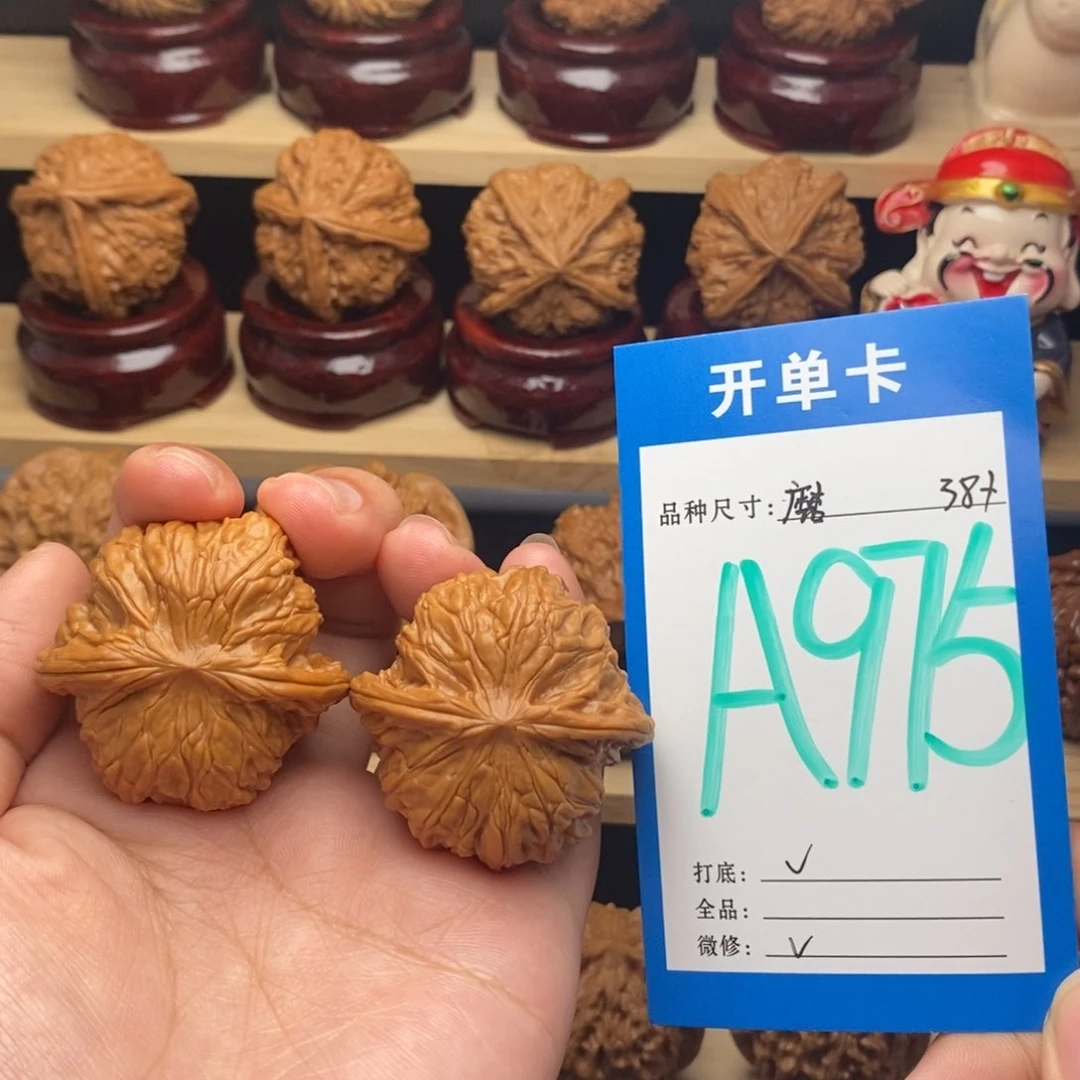 开单卡
品种尺寸:磨 38+
A975
打底: ✓
全品:
微修: ✓